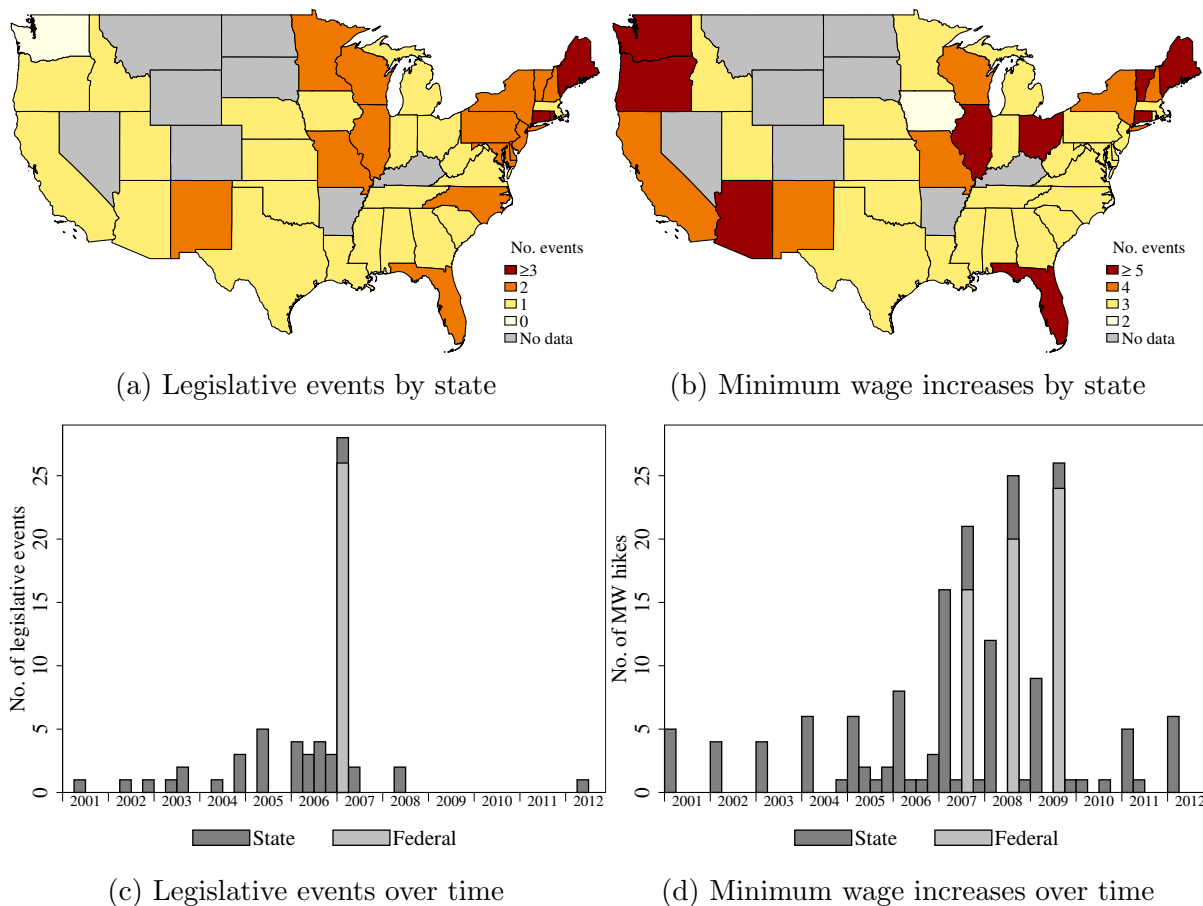 No. events
≥3
2
1
0
No data
(a) Legislative events by state
No. events
≥ 5
4
3
2
No data
(b) Minimum wage increases by state
No. of legislative events
25
20
15
10
5
0
2001 2002 2003 2004 2005 2006 2007 2008 2009 2010 2011 2012
State Federal
(c) Legislative events over time
No. of MW hikes
25
20
15
10
5
0
2001 2002 2003 2004 2005 2006 2007 2008 2009 2010 2011 2012
State Federal
(d) Minimum wage increases over time